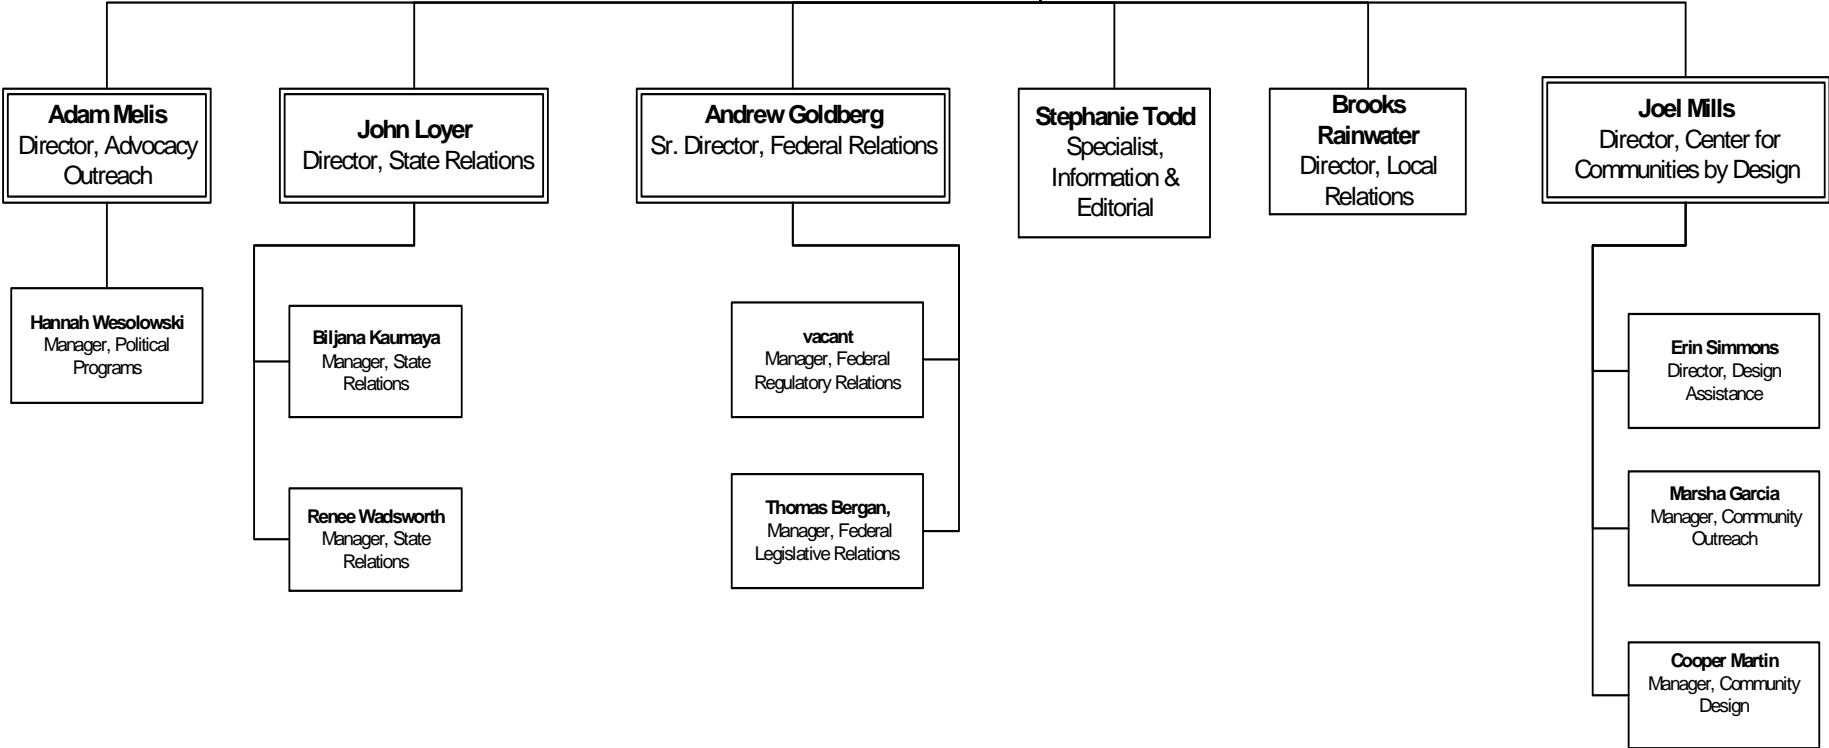 Adam Melis
Director, Advocacy
Outreach
John Loyer
Director, State Relations
Andrew Goldberg
Sr. Director, Federal Relations
Stephanie Todd
Specialist,
Information &
Editorial
Brooks
Rainwater
Director, Local
Relations
Joel Mills
Director, Center for
Communities by Design
Hannah Wesolowski
Manager, Political
Programs
Biljana Kaumaya
Manager, State
Relations
Renee Wadsworth
Manager, State
Relations
vacant
Manager, Federal
Regulatory Relations
Thomas Bergan,
Manager, Federal
Legislative Relations
Erin Simmons
Director, Design
Assistance
Marsha Garcia
Manager, Community
Outreach
Cooper Martin
Manager, Community
Design